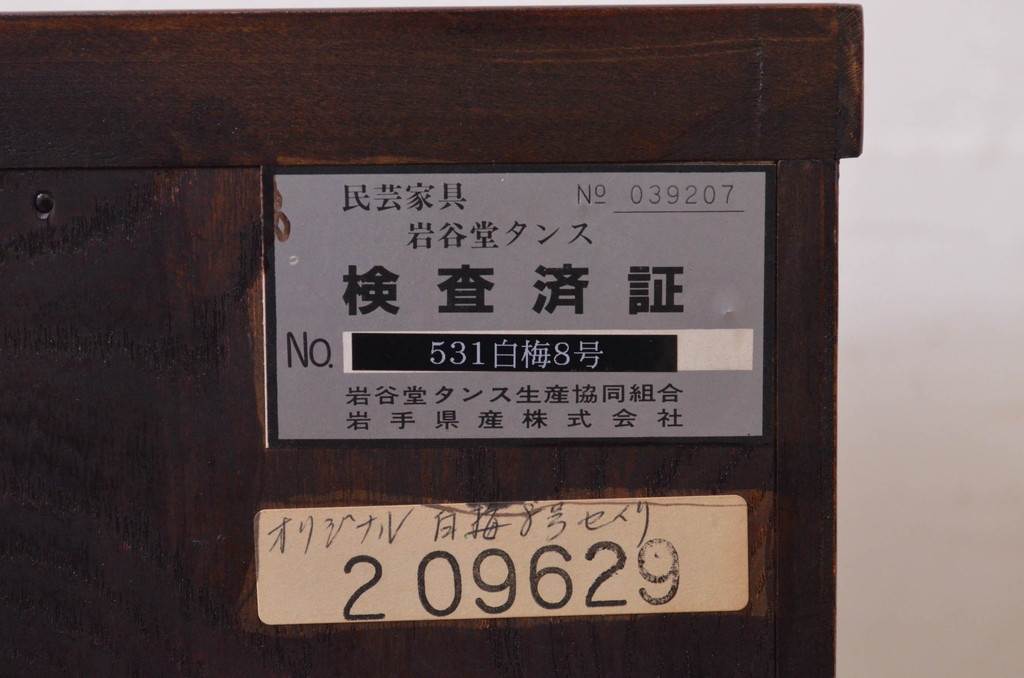 民芸家具 № 039207
岩谷堂タンス
検査済証
No. 531白梅8号
岩谷堂タンス生産協同組合
岩手県産株式会社
オリジナル 白梅8号セイリ
209629